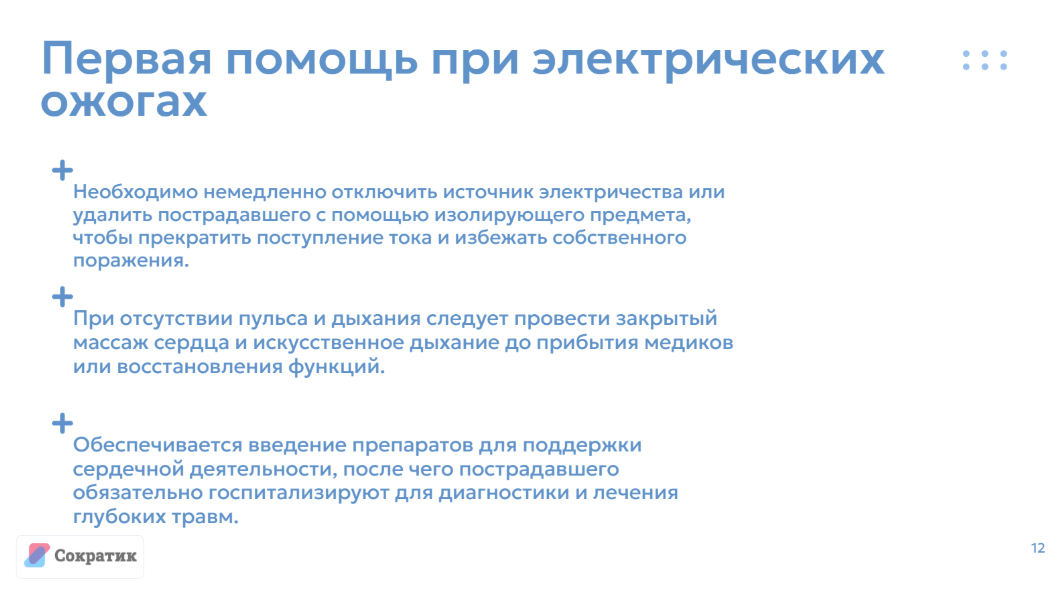 Первая помощь при электрических
ожогах
Необходимо немедленно отключить источник электричества или
удалить пострадавшего с помощью изолирующего предмета,
чтобы прекратить поступление тока и избежать собственного
поражения.
При отсутствии пульса и дыхания следует провести закрытый
массаж сердца и искусственное дыхание до прибытия медиков
или восстановления функций.
Обеспечивается введение препаратов для поддержки
сердечной деятельности, после чего пострадавшего
обязательно госпитализируют для диагностики и лечения
глубоких травм.
Сократик
12